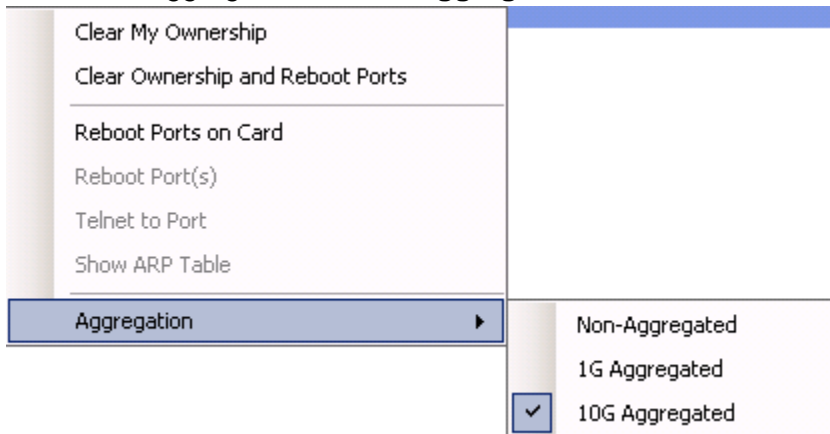 Clear My Ownership
Clear Ownership and Reboot Ports
Reboot Ports on Card
Reboot Port(s)
Telnet to Port
Show ARP Table
Aggregation
Non-Aggregated
1G Aggregated
10G Aggregated